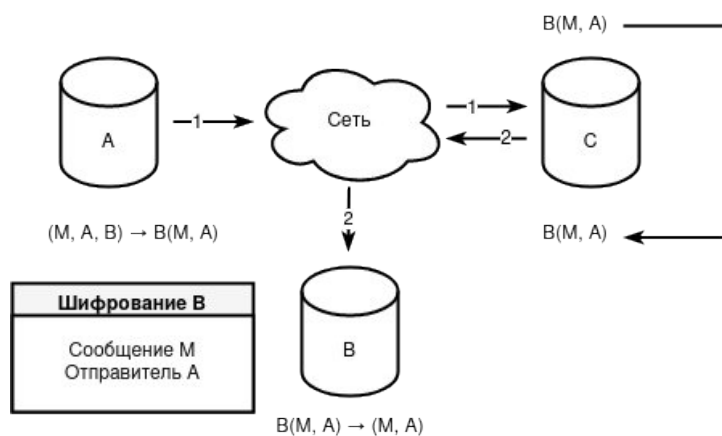 B(M, A)
A
1
Сеть
1
2
C
(M, A, B) → B(M, A)
2
B(M, A)
Шифрование B
Сообщение M
Отправитель A
B
B(M, A) → (M, A)